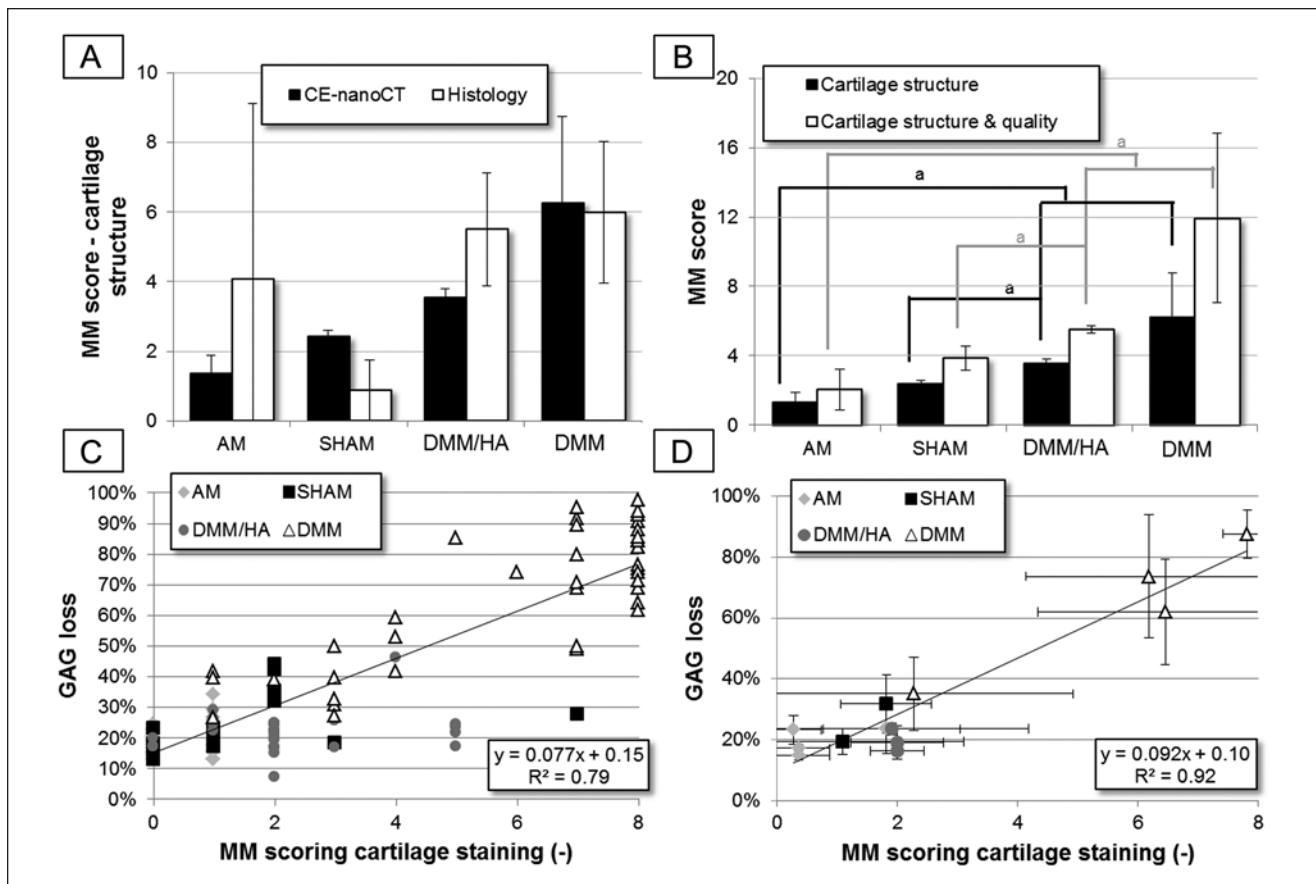 A
MM score - cartilage
structure
10
8
6
4
2
0
CE-nanoCT Histology
AM SHAM DMM/HA DMM
B
MM score
20
16
12
8
4
0
Cartilage structure
Cartilage structure & quality
a
a
a
a
AM SHAM DMM/HA DMM
C
GAG loss
100%
90%
80%
70%
60%
50%
40%
30%
20%
10%
0%
AM SHAM
DMM/HA DMM
y = 0.077x + 0.15
R² = 0.79
0 2 4 6 8
MM scoring cartilage staining (-)
D
GAG loss
100%
80%
60%
40%
20%
0%
AM SHAM
DMM/HA DMM
y = 0.092x + 0.10
R² = 0.92
0 2 4 6 8
MM scoring cartilage staining (-)